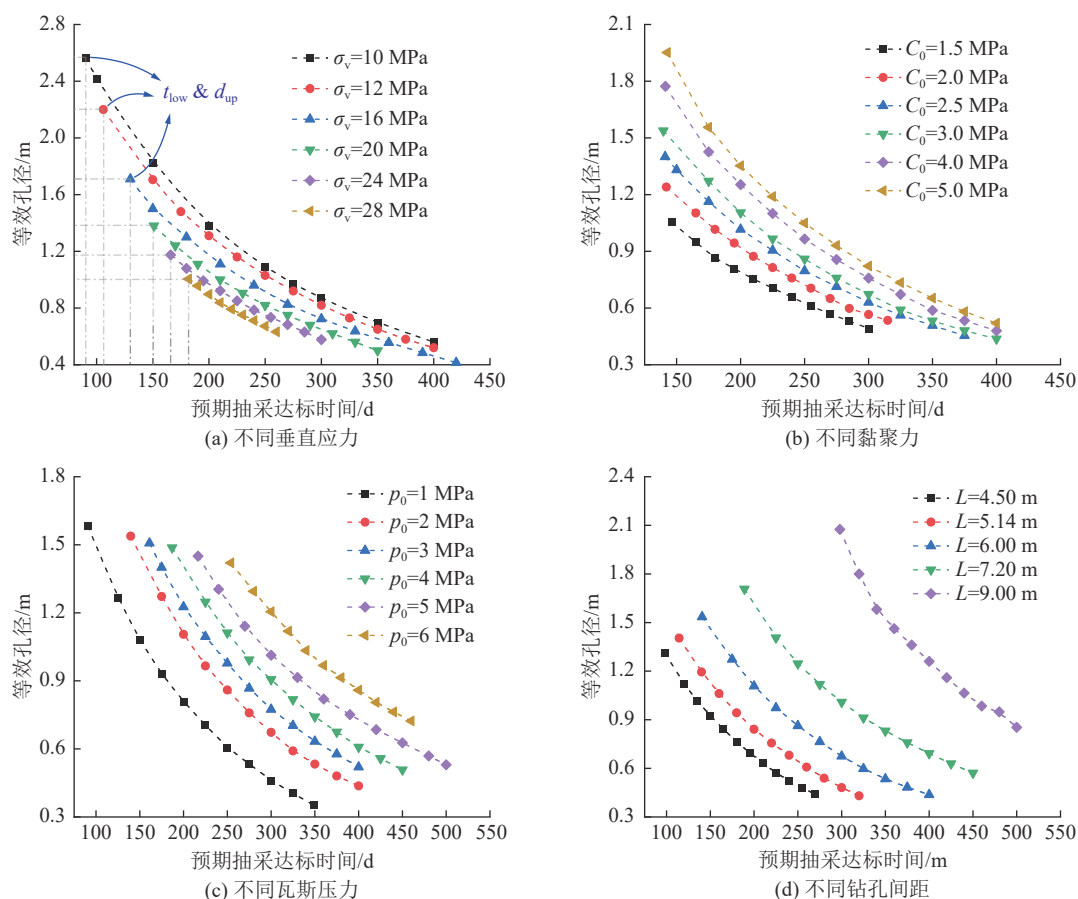 2.8
2.4
2.0
1.6
1.2
0.8
0.4
等效孔径/m
t_low & d_up
σ_v=10 MPa
σ_v=12 MPa
σ_v=16 MPa
σ_v=20 MPa
σ_v=24 MPa
σ_v=28 MPa
100 150 200 250 300 350 400 450
预期抽采达标时间/d
(a) 不同垂直应力
2.1
1.8
1.5
1.2
0.9
0.6
0.3
等效孔径/m
C_0=1.5 MPa
C_0=2.0 MPa
C_0=2.5 MPa
C_0=3.0 MPa
C_0=4.0 MPa
C_0=5.0 MPa
150 200 250 300 350 400 450
预期抽采达标时间/d
(b) 不同黏聚力
1.8
1.5
1.2
0.9
0.6
0.3
等效孔径/m
p_0=1 MPa
p_0=2 MPa
p_0=3 MPa
p_0=4 MPa
p_0=5 MPa
p_0=6 MPa
100 150 200 250 300 350 400 450 500 550
预期抽采达标时间/d
(c) 不同瓦斯压力
2.4
2.1
1.8
1.5
1.2
0.9
0.6
0.3
等效孔径/m
L=4.50 m
L=5.14 m
L=6.00 m
L=7.20 m
L=9.00 m
100 150 200 250 300 350 400 450 500 550
预期抽采达标时间/m
(d) 不同钻孔间距